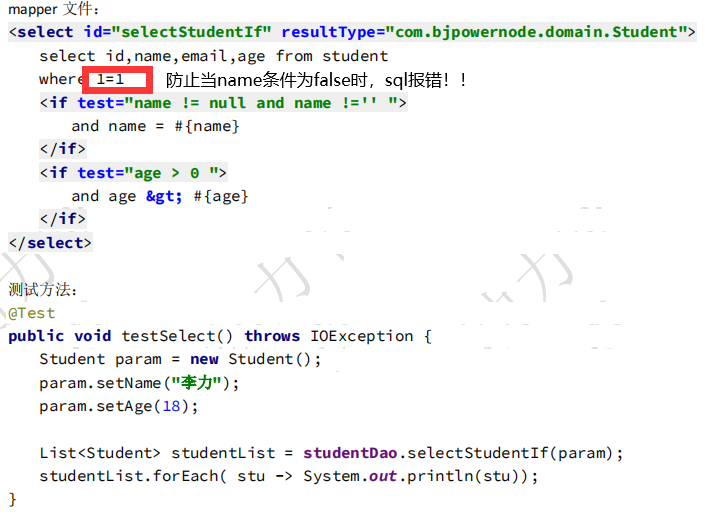 mapper 文件:
<select id="selectStudentIf" resultType="com.bjpowernode.domain.Student">
select id,name,email,age from student
where 1=1 防止当name条件为false时，sql报错！！
<if test="name != null and name !='' ">
and name = #{name}
</if>
<if test="age > 0 ">
and age &gt; #{age}
</if>
</select>
测试方法:
@Test
public void testSelect() throws IOException {
Student param = new Student();
param.setName("李力");
param.setAge(18);
List<Student> studentList = studentDao.selectStudentIf(param);
studentList.forEach( stu -> System.out.println(stu));
}